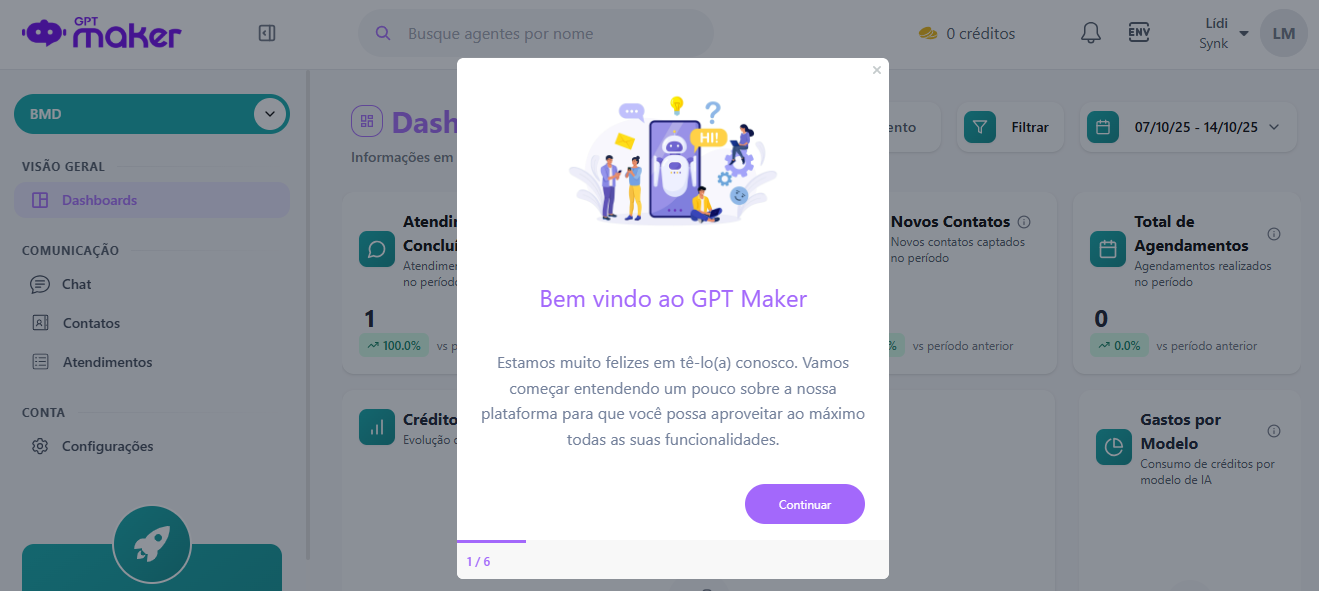 GPT
maker
Busque agentes por nome
0 créditos
ENV
Lídi
Synk
LM
BMD
VISÃO GERAL
Dashboards
COMUNICAÇÃO
Chat
Contatos
Atendimentos
CONTA
Configurações
Dash
Informações em
ento
Filtrar
07/10/25 - 14/10/25
Atendin
Concluí
Atendimen
no período
1
100.0%
vs p
Novos Contatos
Novos contatos captados
no período
%
vs período anterior
Total de
Agendamentos
Agendamentos realizados
no período
0
0.0%
vs período anterior
Crédito
Evolução
Gastos por
Modelo
Consumo de créditos por
modelo de IA
×
HI!
?
Bem vindo ao GPT Maker
Estamos muito felizes em tê-lo(a) conosco. Vamos
começar entendendo um pouco sobre a nossa
plataforma para que você possa aproveitar ao máximo
todas as suas funcionalidades.
Continuar
1 / 6